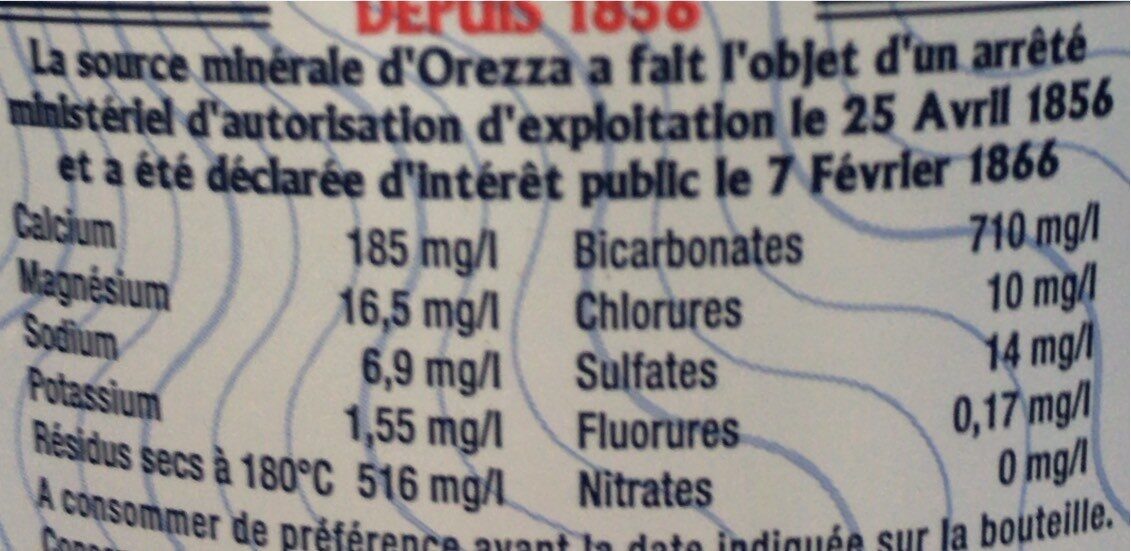 DEPUIS 1856
La source minérale d'Orezza a fait l'objet d'un arrêté
ministériel d'autorisation d'exploitation le 25 Avril 1856
et a été déclarée d'intérêt public le 7 Février 1866
Calcium 185 mg/l Bicarbonates 710 mg/l
Magnésium 16,5 mg/l Chlorures 10 mg/l
Sodium 6,9 mg/l Sulfates 14 mg/l
Potassium 1,55 mg/l Fluorures 0,17 mg/l
Résidus secs à 180°C 516 mg/l Nitrates 0 mg/l
A consommer de préférence avant la date indiquée sur la bouteille.